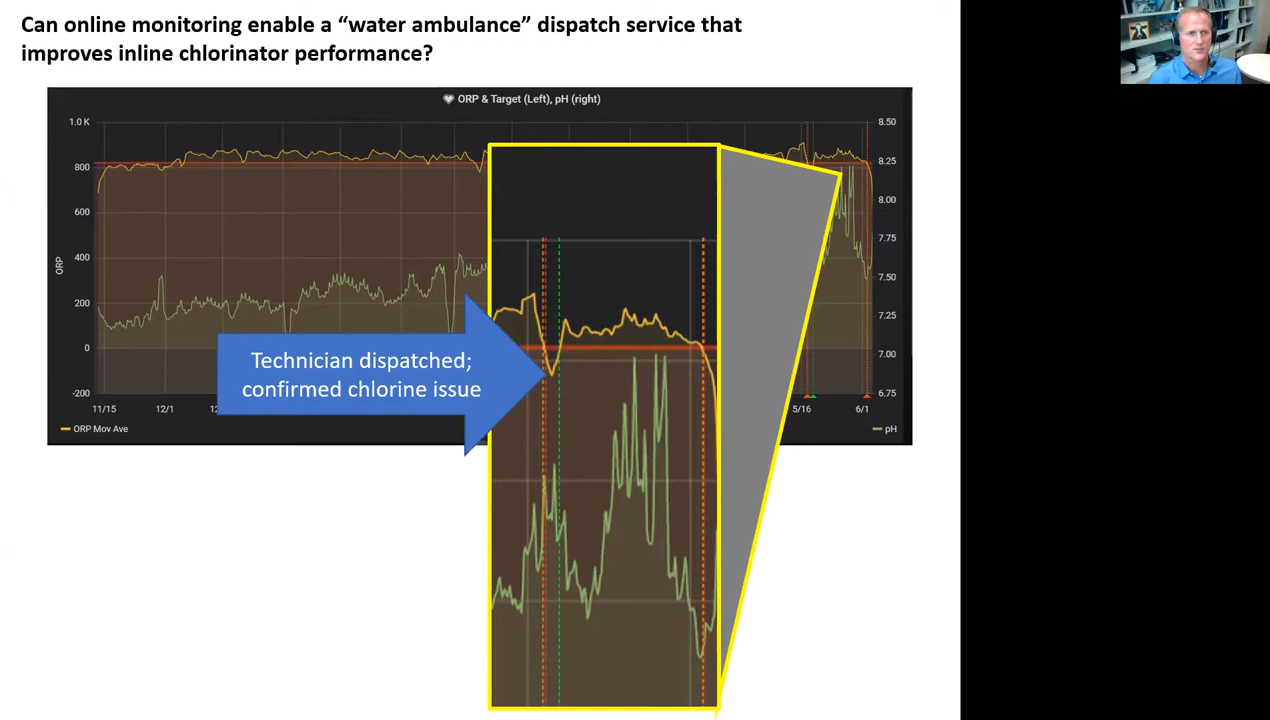 Can online monitoring enable a “water ambulance” dispatch service that
improves inline chlorinator performance?
ORP & Target (Left), pH (right)
1.0 K
800
600
400
200
0
-200
ORP
8.50
8.25
8.00
7.75
7.50
7.25
7.00
6.75
Technician dispatched;
confirmed chlorine issue
11/15
12/1
5/16
6/1
ORP Mov Ave
pH